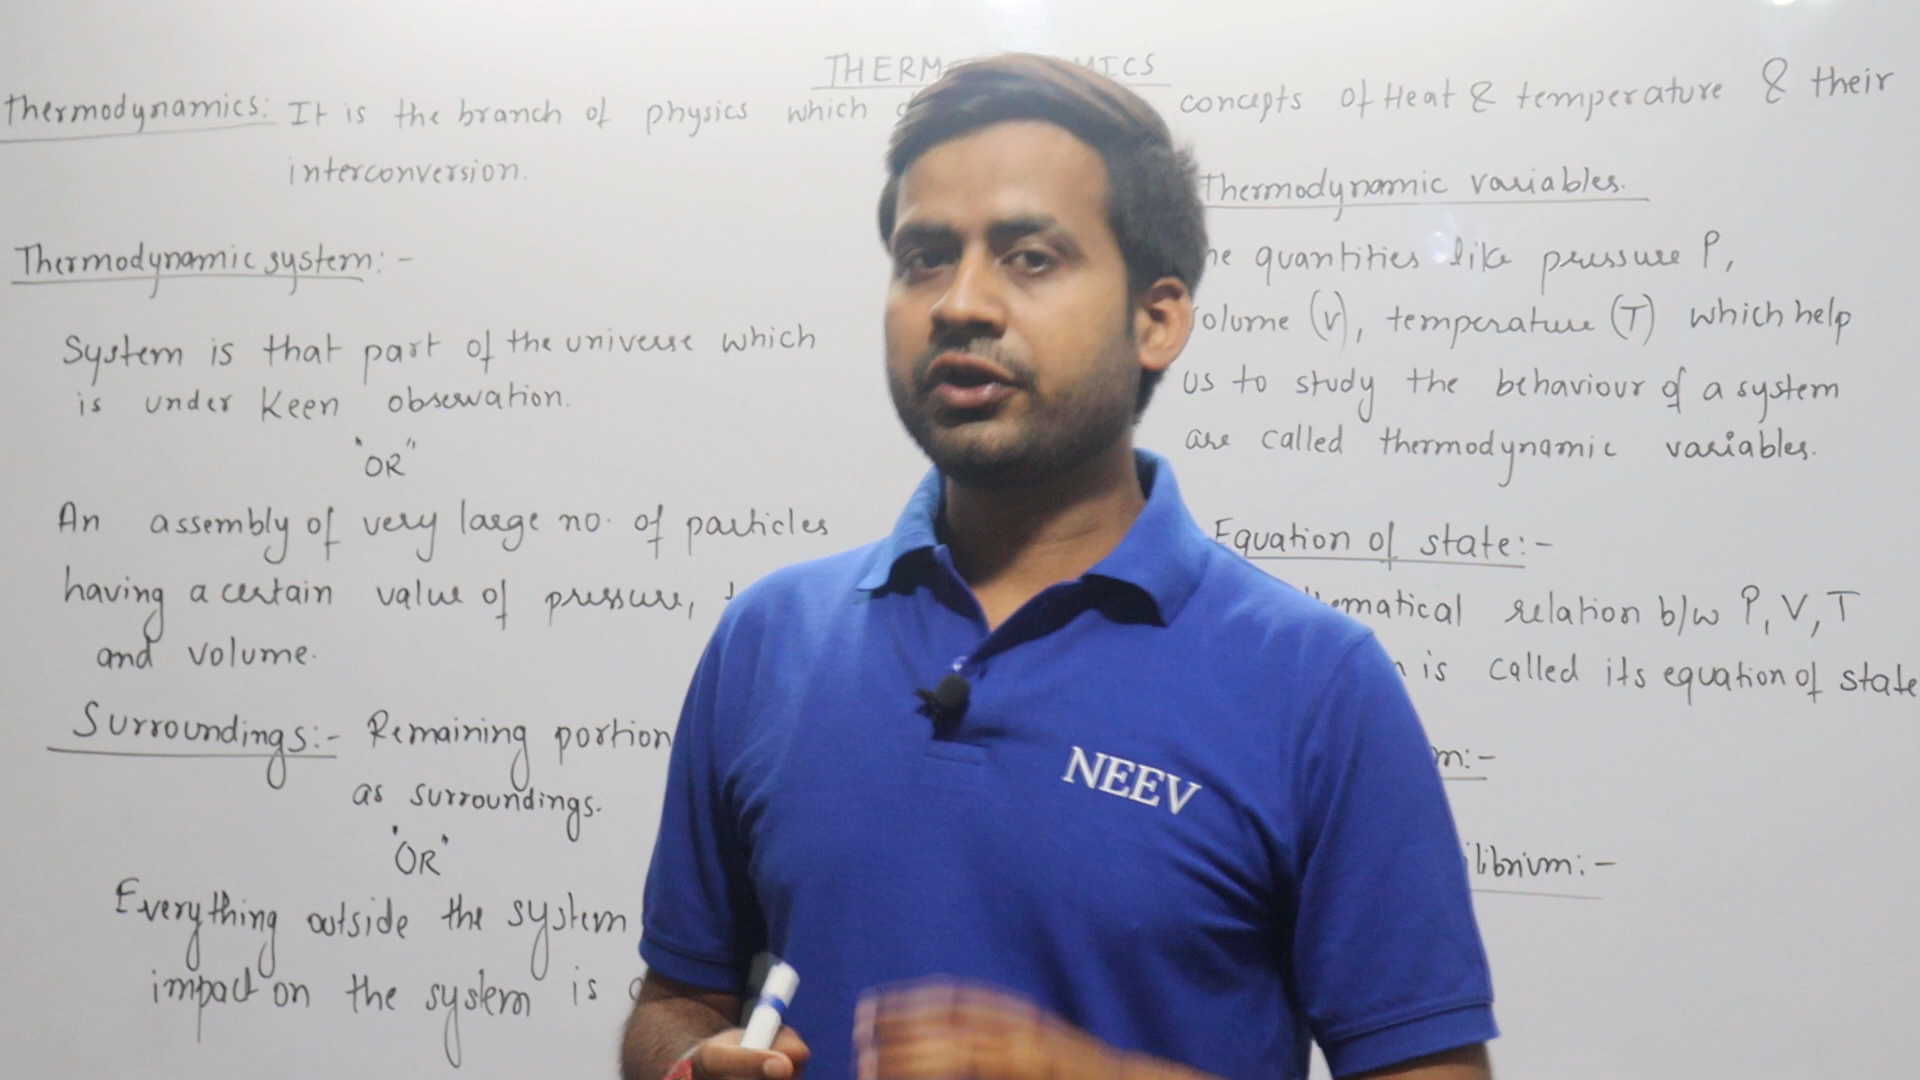 THERM MICS
Thermodynamics: It is the branch of physics which concepts of Heat & temperature & their
interconversion.
Thermodynamic system:-
System is that part of the universe which
is under Keen observation.
"OR"
An assembly of very large no. of particles
having a certain value of pressure,
and volume.
Surroundings:- Remaining portion
as surroundings.
"OR"
Everything outside the system
impact on the system is
Thermodynamic variables.
quantities like pressure P,
olume (V), temperature (T) which help
us to study the behaviour of a system
are called thermodynamic variables.
Equation of state:-
ematical relation b/w P, V, T
is called its equation of state
m:-
librium:-
NEEV